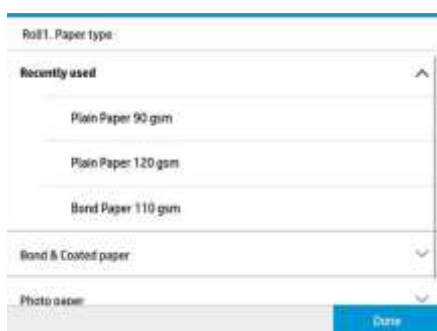 Roll1. Paper type
Recently used
Plain Paper 90 gsm
Plain Paper 120 gsm
Bond Paper 110 gsm
Bond & Coated paper
Photo paper
Done